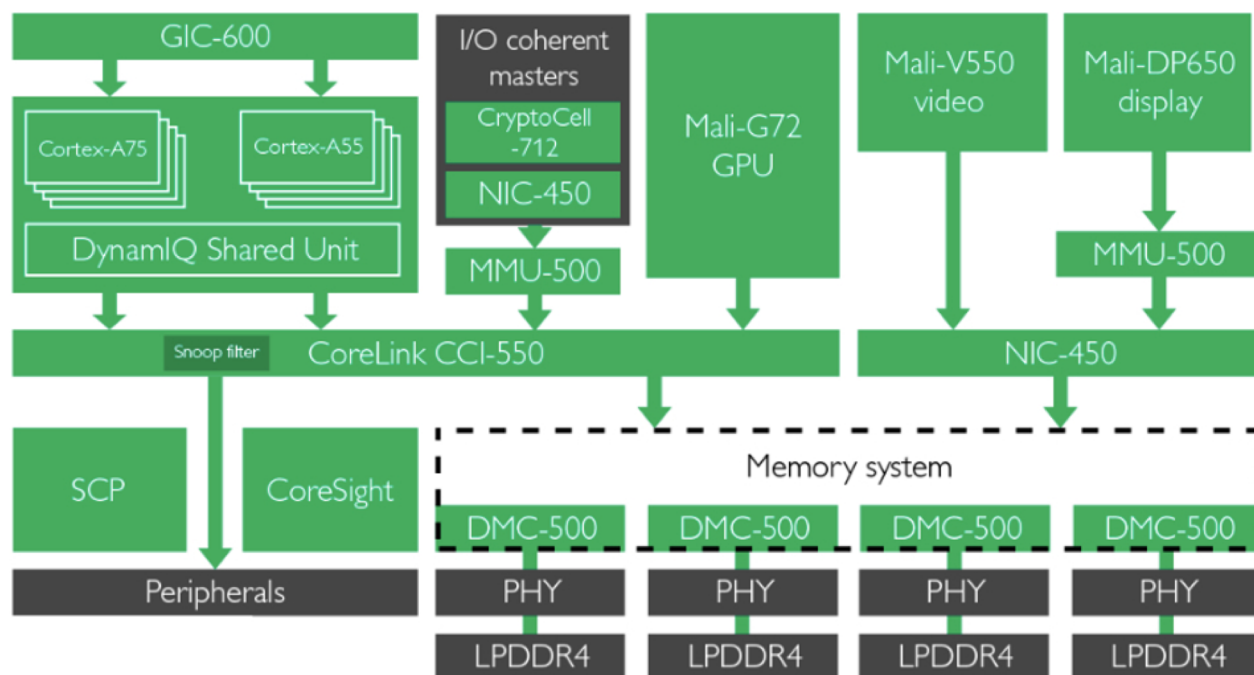 GIC-600
I/O coherent
masters
Mali-V550
video
Mali-DP650
display
CryptoCell
-712
Mali-G72
GPU
Cortex-A75
Cortex-A55
NIC-450
DynamIQ Shared Unit
MMU-500
MMU-500
Snoop filter
CoreLink CCI-550
NIC-450
Memory system
SCP
CoreSight
DMC-500
DMC-500
DMC-500
DMC-500
Peripherals
PHY
PHY
PHY
PHY
LPDDR4
LPDDR4
LPDDR4
LPDDR4